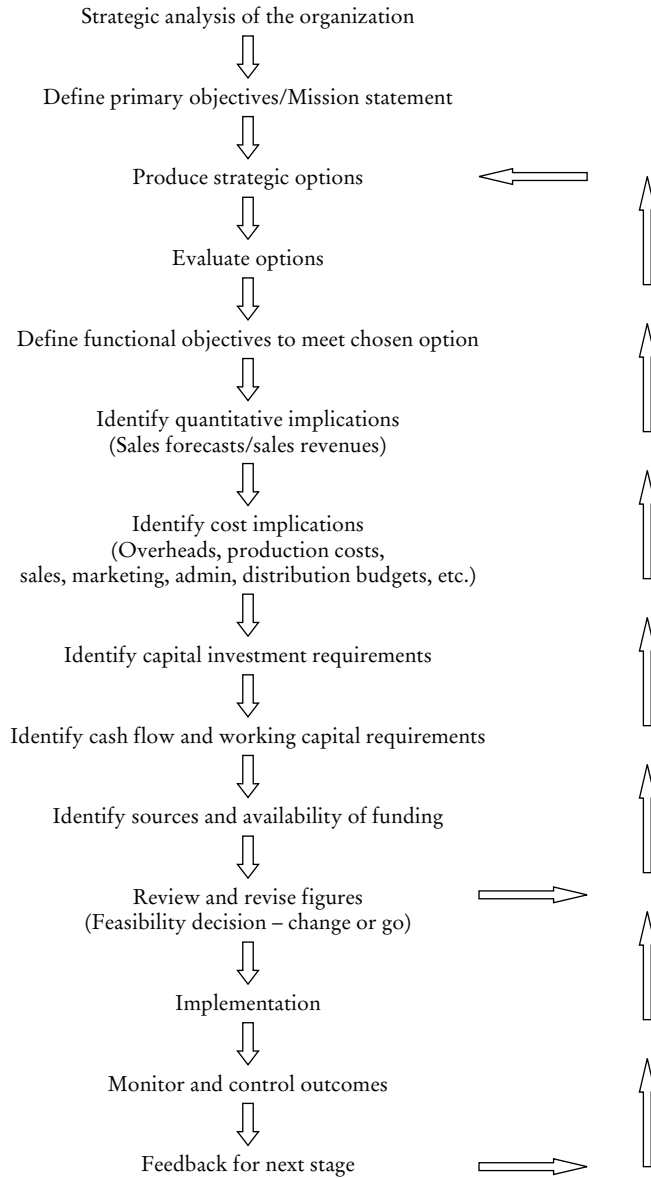 Strategic analysis of the organization
Define primary objectives/Mission statement
Produce strategic options
Evaluate options
Define functional objectives to meet chosen option
Identify quantitative implications
(Sales forecasts/sales revenues)
Identify cost implications
(Overheads, production costs,
sales, marketing, admin, distribution budgets, etc.)
Identify capital investment requirements
Identify cash flow and working capital requirements
Identify sources and availability of funding
Review and revise figures
(Feasibility decision – change or go)
Implementation
Monitor and control outcomes
Feedback for next stage